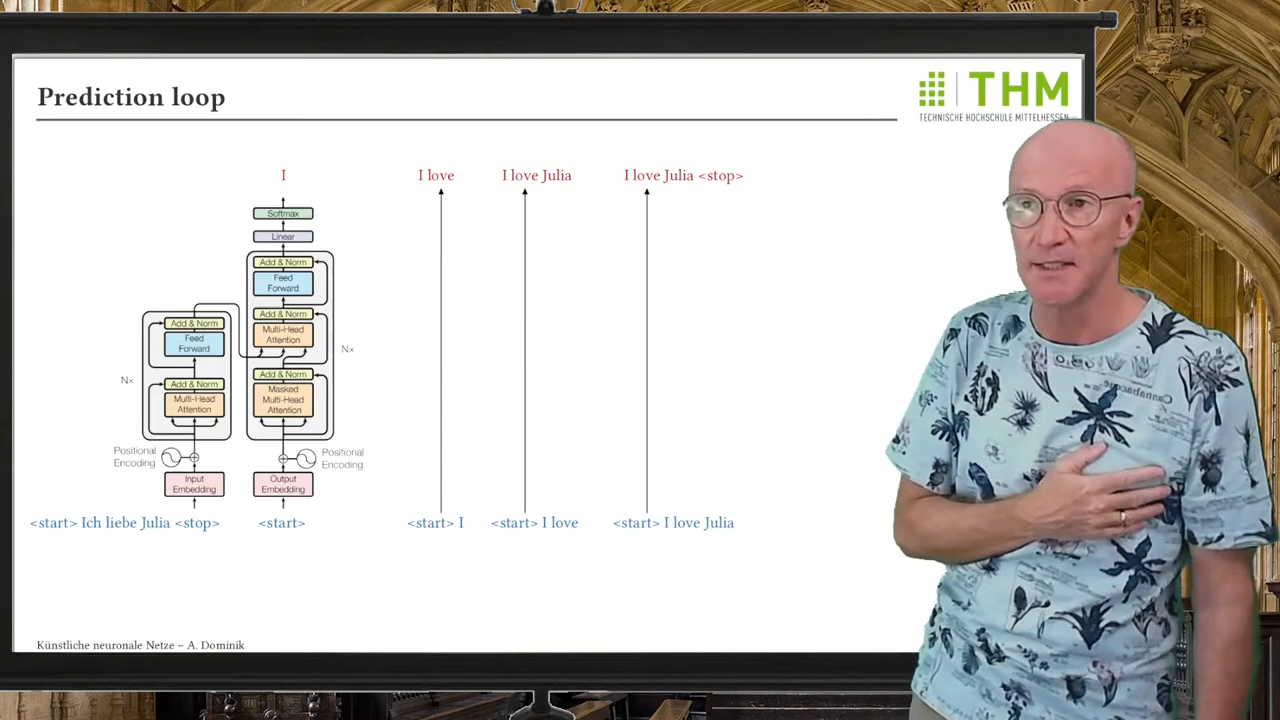 Prediction loop
THM
TECHNISCHE HOCHSCHULE MITTELHESSEN
I
I love
I love Julia
I love Julia <stop>
Softmax
Linear
Add & Norm
Feed
Forward
Add & Norm
Multi-Head
Attention
Add & Norm
Masked
Multi-Head
Attention
Nx
Add & Norm
Feed
Forward
Add & Norm
Multi-Head
Attention
Nx
Positional
Encoding
Positional
Encoding
Input
Embedding
Output
Embedding
<start> Ich liebe Julia <stop>
<start>
<start> I
<start> I love
<start> I love Julia
Künstliche neuronale Netze – A. Dominik